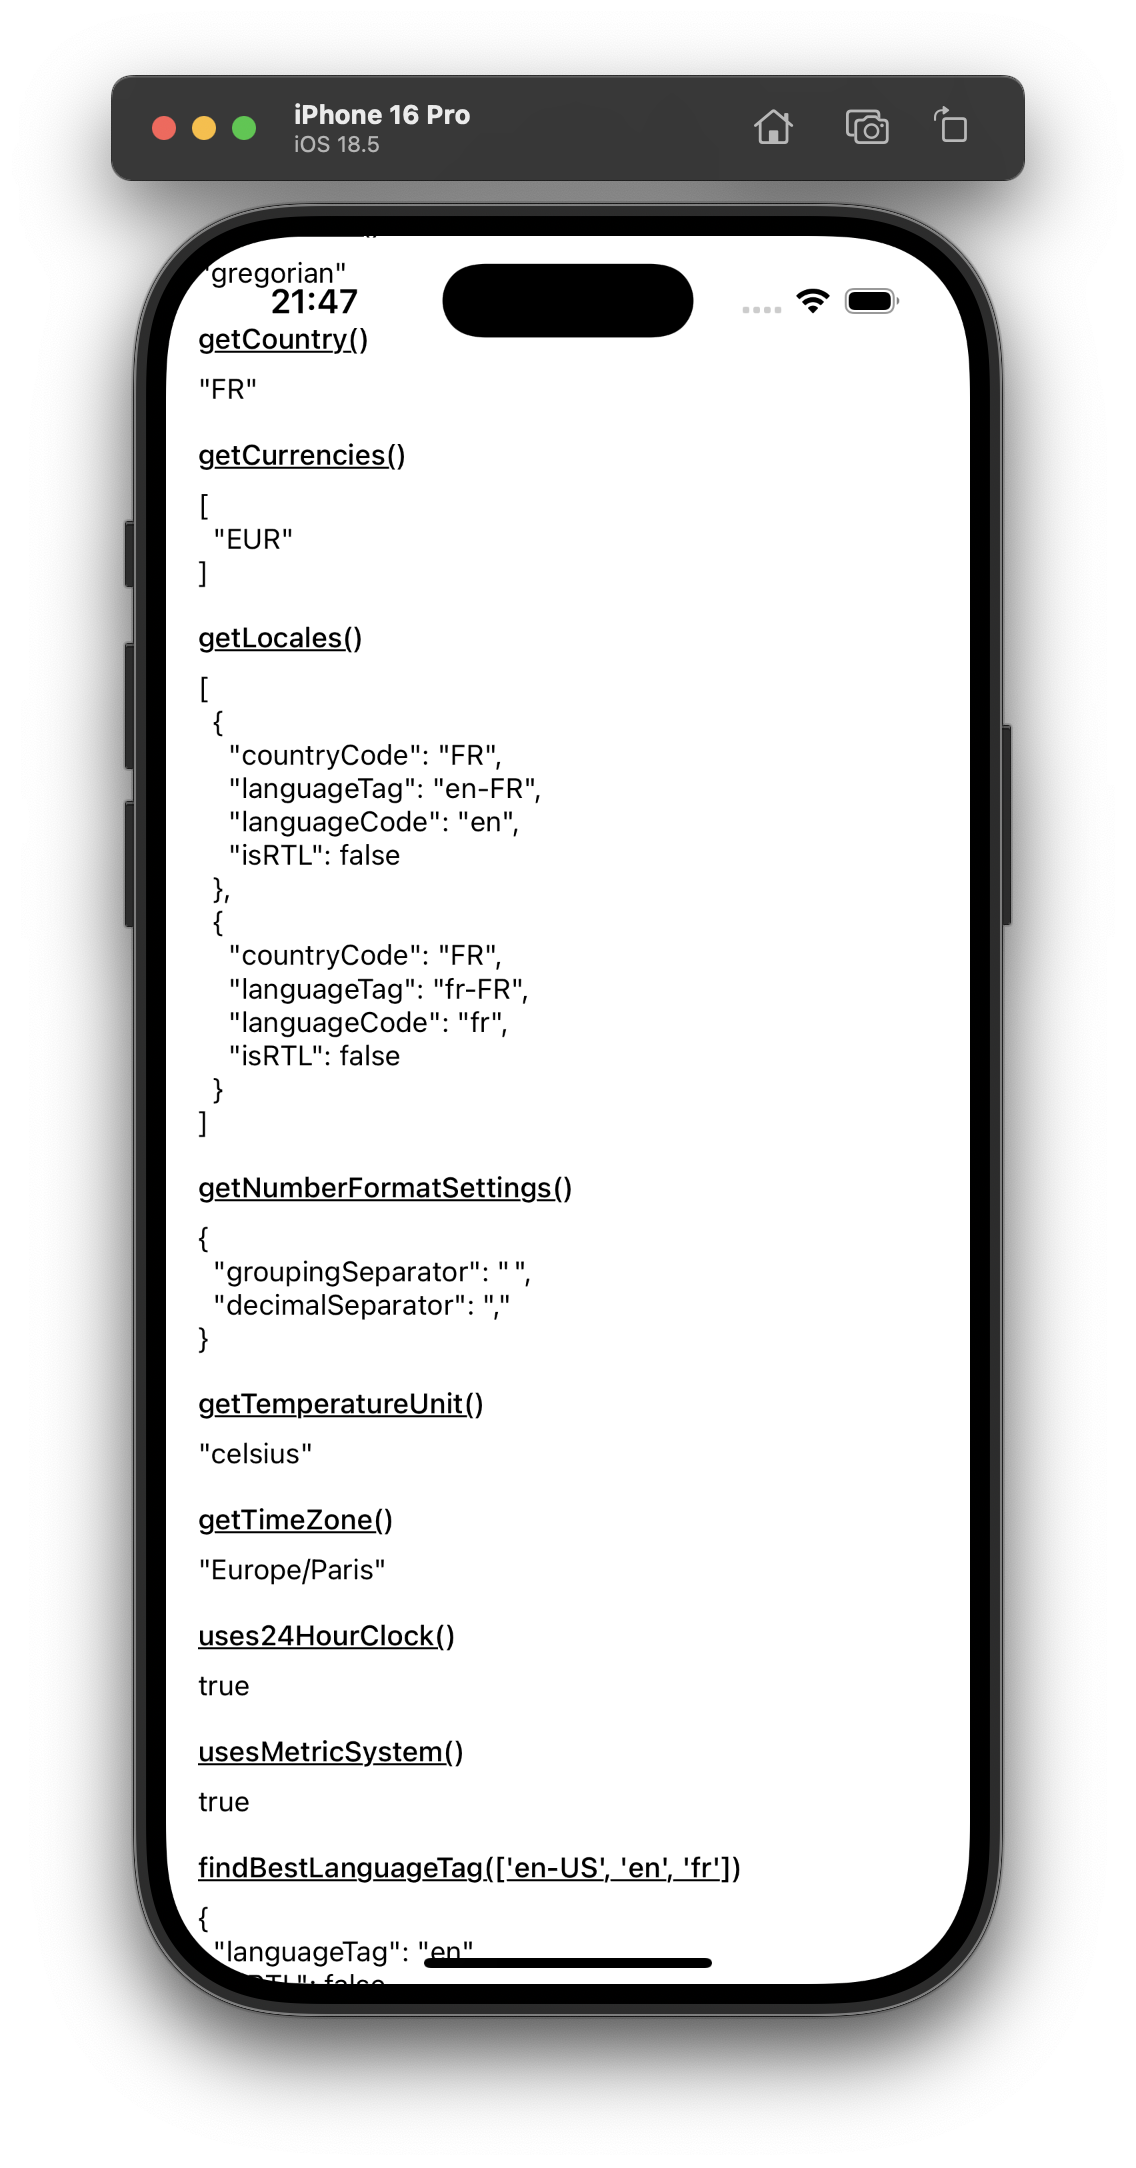 iPhone 16 Pro
iOS 18.5
"gregorian"
21:47
getCountry()
"FR"
getCurrencies()
[
"EUR"
]
getLocales()
[
{
"countryCode": "FR",
"languageTag": "en-FR",
"languageCode": "en",
"isRTL": false
},
{
"countryCode": "FR",
"languageTag": "fr-FR",
"languageCode": "fr",
"isRTL": false
}
]
getNumberFormatSettings()
{
"groupingSeparator": " ",
"decimalSeparator": ","
}
getTemperatureUnit()
"celsius"
getTimeZone()
"Europe/Paris"
uses24HourClock()
true
usesMetricSystem()
true
findBestLanguageTag(['en-US', 'en', 'fr'])
{
"languageTag": "en"
RTL": false